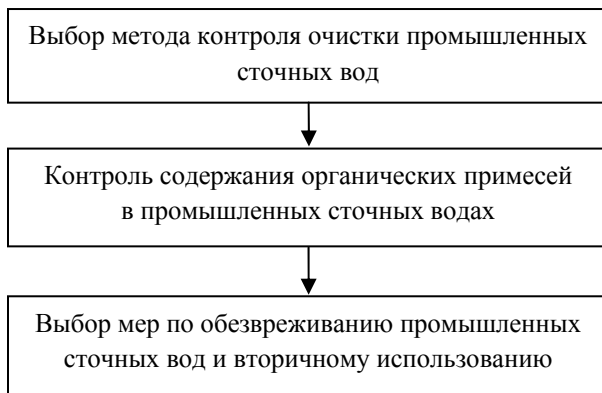 Выбор метода контроля очистки промышленных
сточных вод
Контроль содержания органических примесей
в промышленных сточных водах
Выбор мер по обезвреживанию промышленных
сточных вод и вторичному использованию